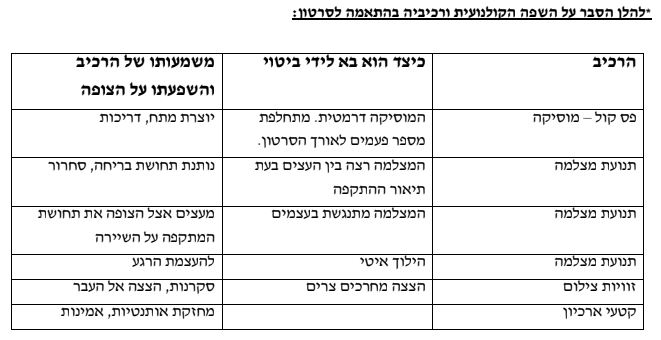 *להלן הסבר על השפה הקולנועית ורכיביה בהתאמה לסרטון:
הרכיב	כיצד הוא בא לידי ביטוי	משמעותו של הרכיב
והשפעתו על הצופה
פס קול – מוסיקה	המוסיקה דרמטית. מתחלפת	יוצרת מתח, דריכות
מספר פעמים לאורך הסרטון.
תנועת מצלמה	המצלמה רצה בין העצים בעת	נותנת תחושת בריחה, סחרור
תיאור ההתקפה
תנועת מצלמה	המצלמה מתנגשת בעצמים	מעצים אצל הצופה את תחושת
המתקפה על השיירה
תנועת מצלמה	הילוך איטי	להעצמת הרגע
זוויות צילום	הצצה מחרכים צרים	סקרנות, הצצה אל העבר
קטעי ארכיון	מחזקת אותנטיות, אמינות